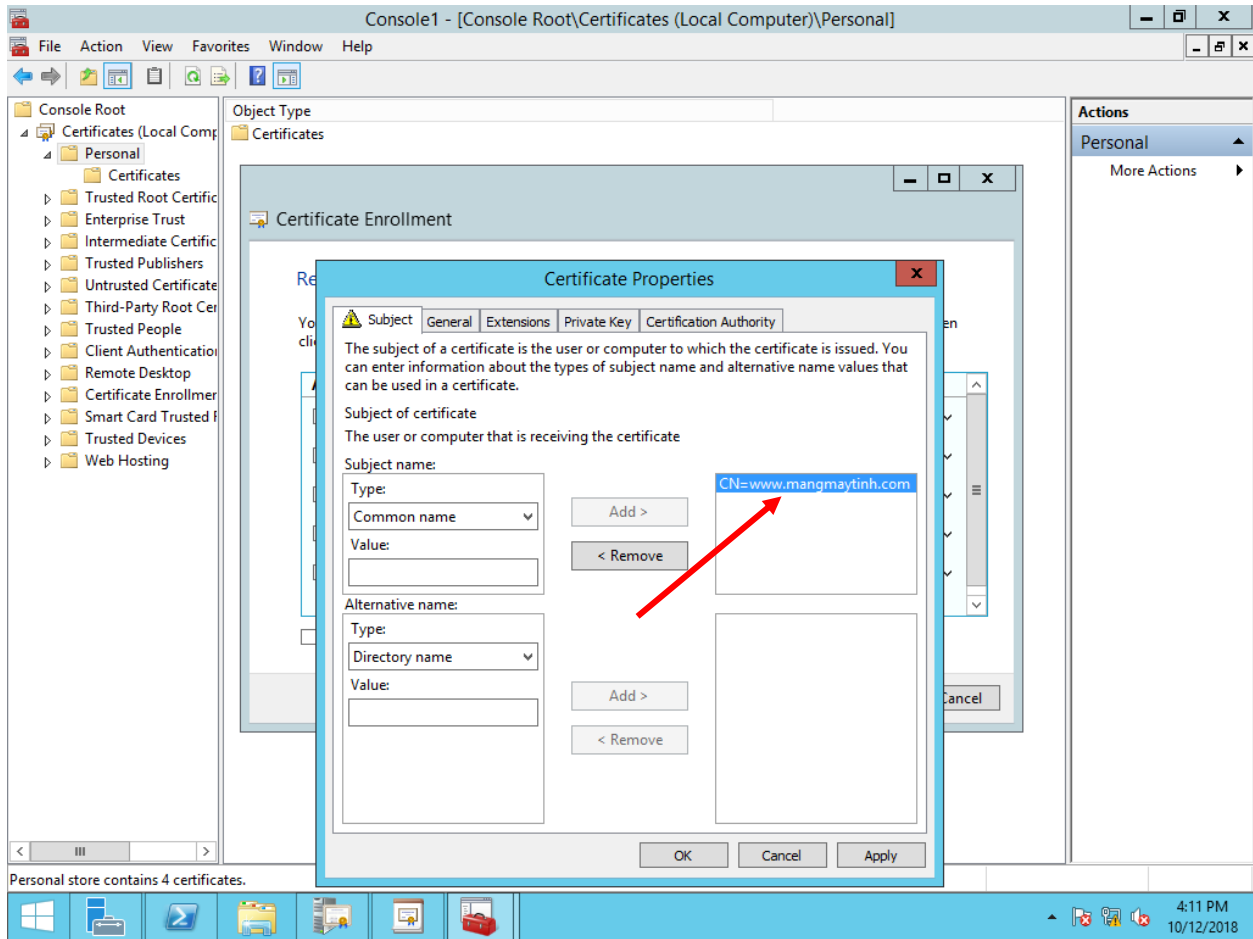 Console1 - [Console Root\Certificates (Local Computer)\Personal]
File Action View Favorites Window Help
Console Root
Certificates (Local Comp
Personal
Certificates
Trusted Root Certific
Enterprise Trust
Intermediate Certific
Trusted Publishers
Untrusted Certificate
Third-Party Root Cer
Trusted People
Client Authentication
Remote Desktop
Certificate Enrollmer
Smart Card Trusted R
Trusted Devices
Web Hosting
Object Type
Certificates
Actions
Personal
More Actions
Certificate Enrollment
Re
Yo
en
cli
Certificate Properties
Subject General Extensions Private Key Certification Authority
The subject of a certificate is the user or computer to which the certificate is issued. You
can enter information about the types of subject name and alternative name values that
can be used in a certificate.
Subject of certificate
The user or computer that is receiving the certificate
Subject name:
Type:
Common name
Value:
Add >
< Remove
CN=www.mangmaytinh.com
Alternative name:
Type:
Directory name
Value:
Add >
< Remove
OK Cancel Apply
Cancel
Personal store contains 4 certificates.
4:11 PM
10/12/2018